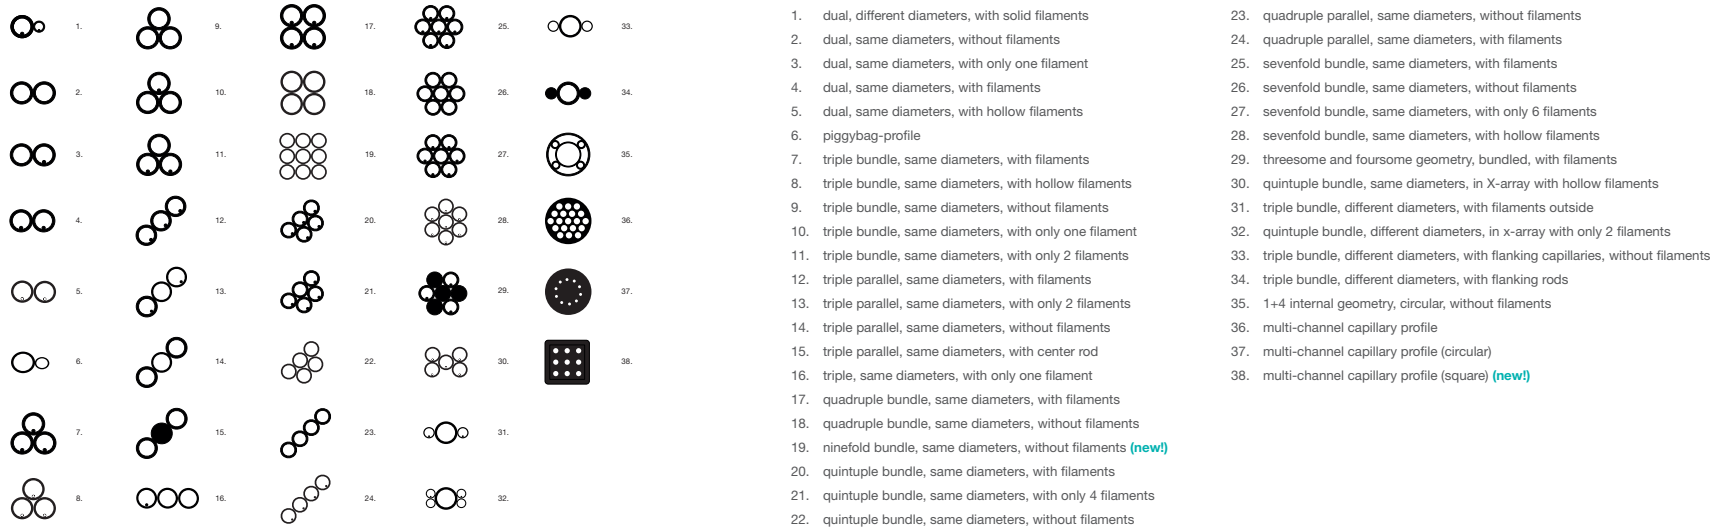 1.
2.
3.
4.
5.
6.
7.
8.
9.
10.
11.
12.
13.
14.
15.
16.
17.
18.
19.
20.
21.
22.
23.
24.
25.
26.
27.
28.
29.
30.
31.
32.
33.
34.
35.
36.
37.
38.
1. dual, different diameters, with solid filaments
2. dual, same diameters, without filaments
3. dual, same diameters, with only one filament
4. dual, same diameters, with filaments
5. dual, same diameters, with hollow filaments
6. piggybag-profile
7. triple bundle, same diameters, with filaments
8. triple bundle, same diameters, with hollow filaments
9. triple bundle, same diameters, without filaments
10. triple bundle, same diameters, with only one filament
11. triple bundle, same diameters, with only 2 filaments
12. triple parallel, same diameters, with filaments
13. triple parallel, same diameters, with only 2 filaments
14. triple parallel, same diameters, without filaments
15. triple parallel, same diameters, with center rod
16. triple, same diameters, with only one filament
17. quadruple bundle, same diameters, with filaments
18. quadruple bundle, same diameters, without filaments
19. ninefold bundle, same diameters, without filaments (new!)
20. quintuple bundle, same diameters, with filaments
21. quintuple bundle, same diameters, with only 4 filaments
22. quintuple bundle, same diameters, without filaments
23. quadruple parallel, same diameters, without filaments
24. quadruple parallel, same diameters, with filaments
25. sevenfold bundle, same diameters, with filaments
26. sevenfold bundle, same diameters, without filaments
27. sevenfold bundle, same diameters, with only 6 filaments
28. sevenfold bundle, same diameters, with hollow filaments
29. threesome and foursome geometry, bundled, with filaments
30. quintuple bundle, same diameters, in X-array with hollow filaments
31. triple bundle, different diameters, with filaments outside
32. quintuple bundle, different diameters, in x-array with only 2 filaments
33. triple bundle, different diameters, with flanking capillaries, without filaments
34. triple bundle, different diameters, with flanking rods
35. 1+4 internal geometry, circular, without filaments
36. multi-channel capillary profile
37. multi-channel capillary profile (circular)
38. multi-channel capillary profile (square) (new!)